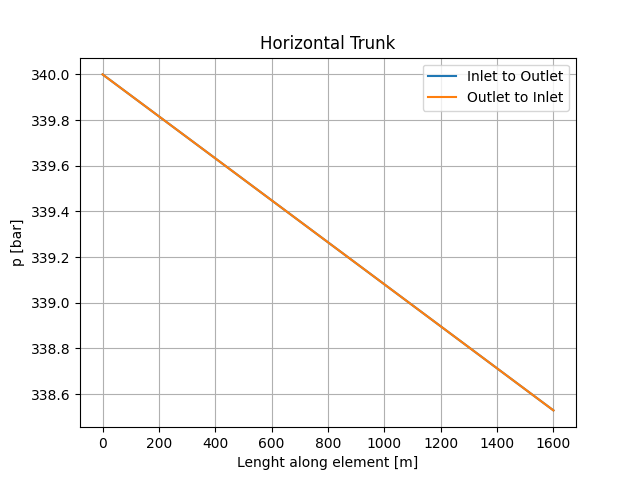 Horizontal Trunk
Inlet to Outlet
Outlet to Inlet
p [bar]
340.0
339.8
339.6
339.4
339.2
339.0
338.8
338.6
0 200 400 600 800 1000 1200 1400 1600
Lenght along element [m]